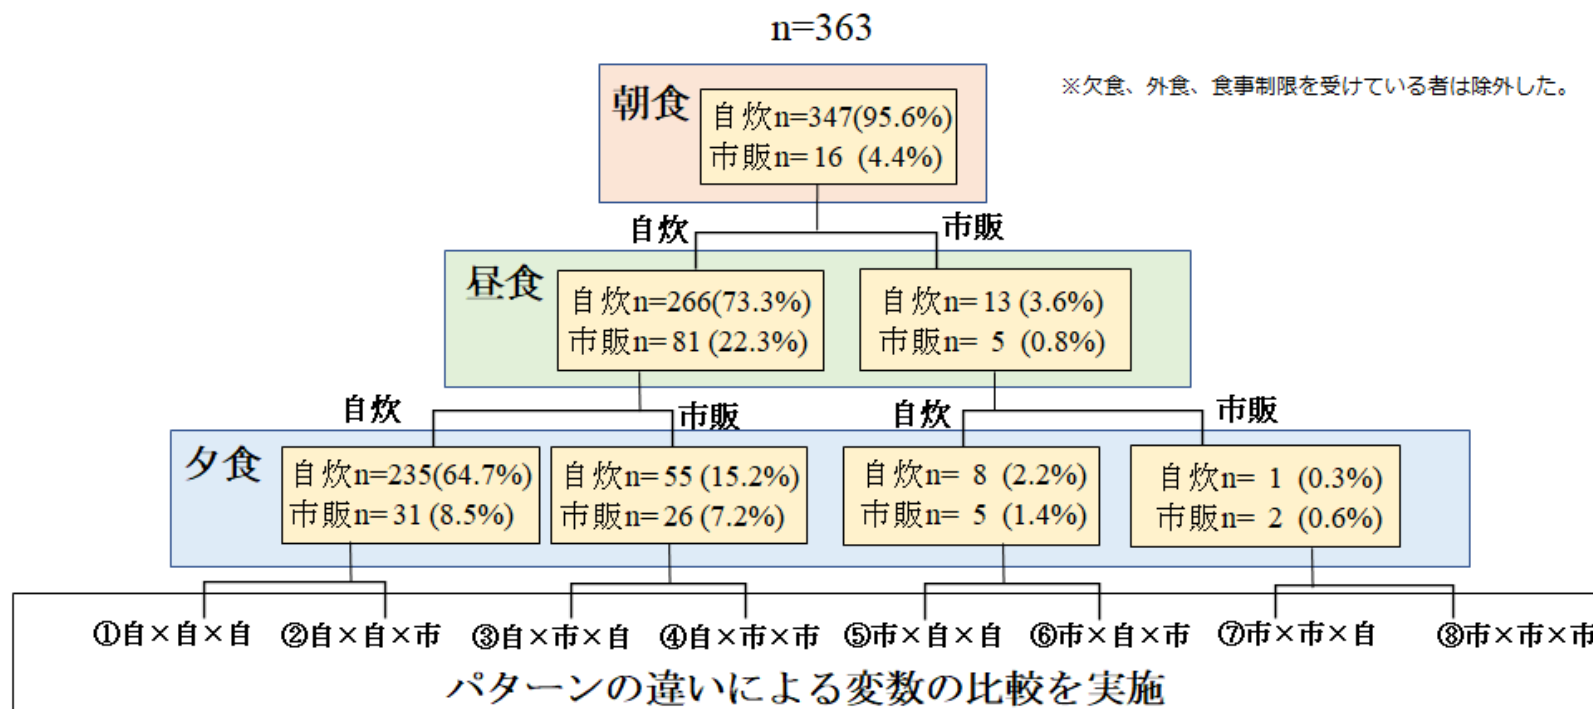 n=363
※欠食、外食、食事制限を受けている者は除外した。
朝食
自炊n=347(95.6%)
市販n= 16 (4.4%)
自炊
市販
昼食
自炊n=266(73.3%)
市販n= 81 (22.3%)
自炊n= 13 (3.6%)
市販n= 5 (0.8%)
自炊
市販
自炊
市販
夕食
自炊n=235(64.7%)
市販n= 31 (8.5%)
自炊n= 55 (15.2%)
市販n= 26 (7.2%)
自炊n= 8 (2.2%)
市販n= 5 (1.4%)
自炊n= 1 (0.3%)
市販n= 2 (0.6%)
①自×自×自
②自×自×市
③自×市×自
④自×市×市
⑤市×自×自
⑥市×自×市
⑦市×市×自
⑧市×市×市
パターンの違いによる変数の比較を実施